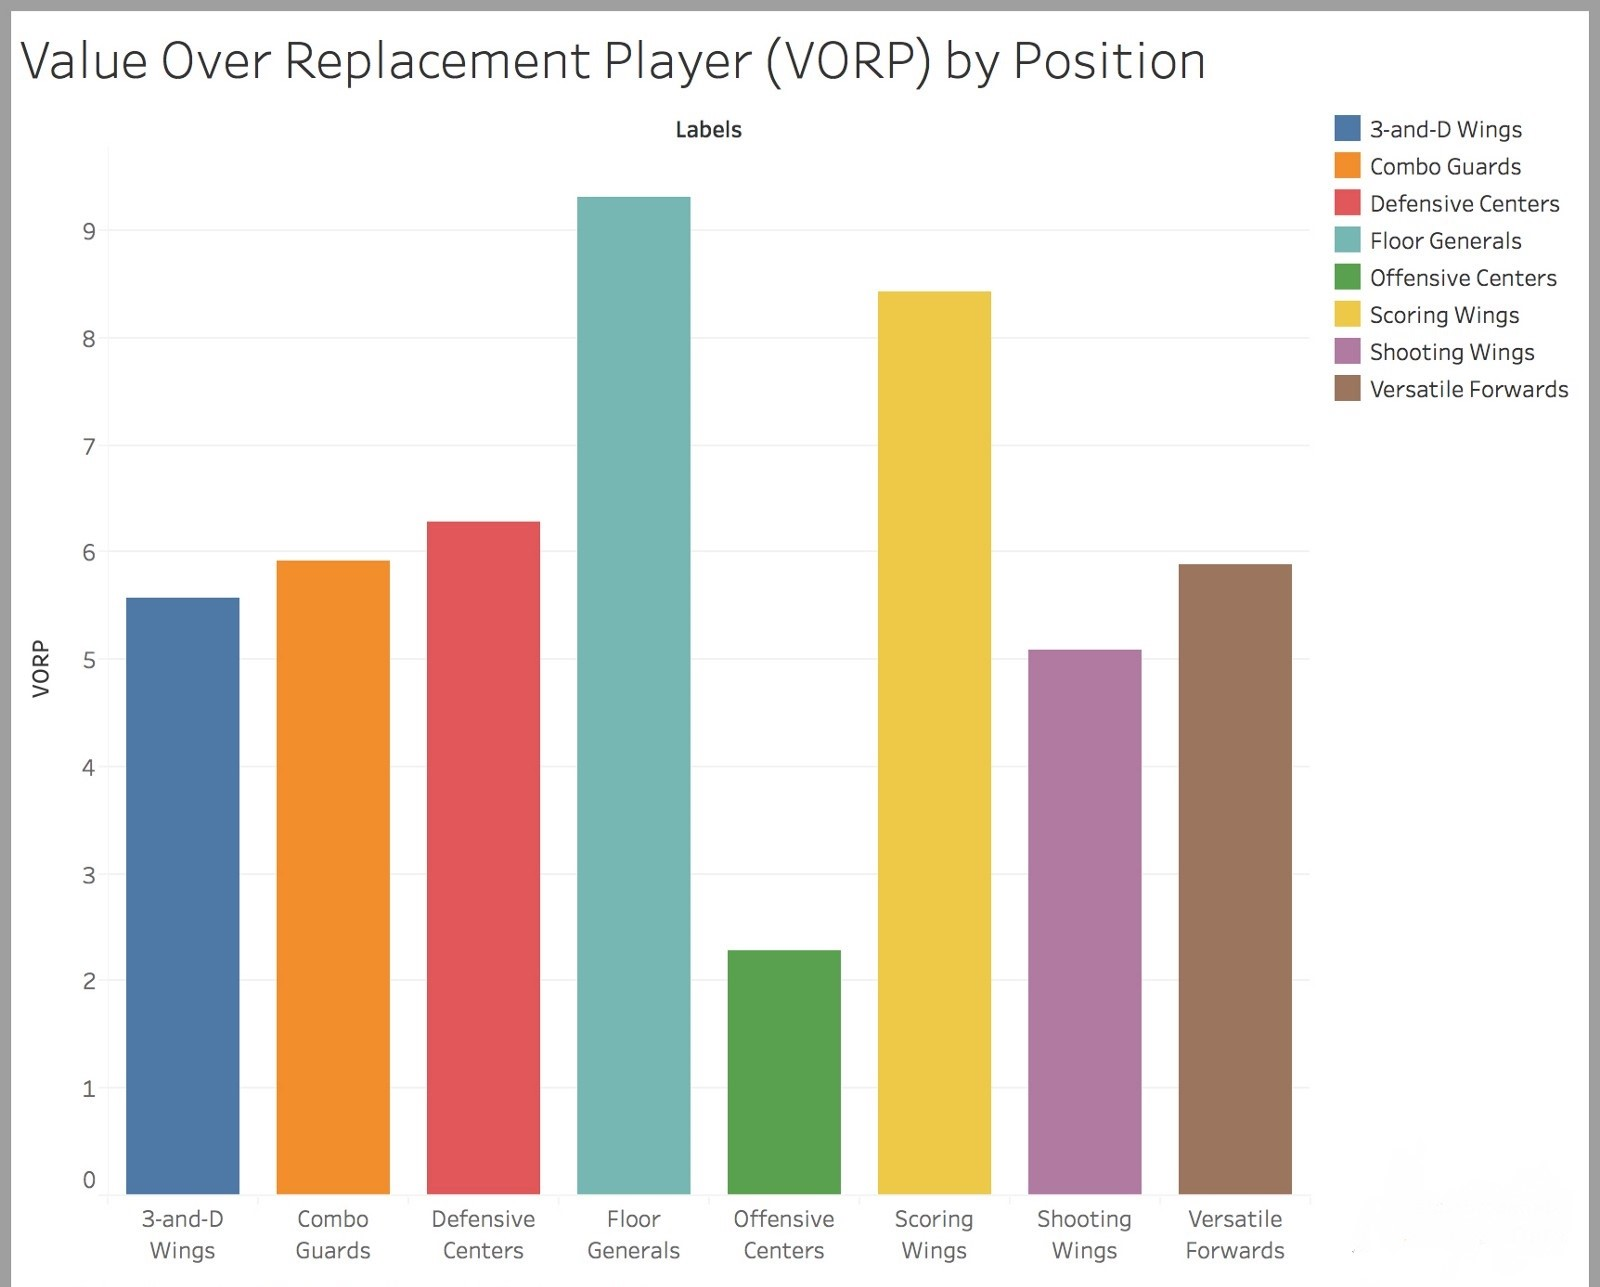 Value Over Replacement Player (VORP) by Position
Labels
3-and-D Wings
Combo Guards
Defensive Centers
Floor Generals
Offensive Centers
Scoring Wings
Shooting Wings
Versatile Forwards
9
8
7
6
5
4
3
2
1
0
VORP
3-and-D Wings
Combo Guards
Defensive Centers
Floor Generals
Offensive Centers
Scoring Wings
Shooting Wings
Versatile Forwards